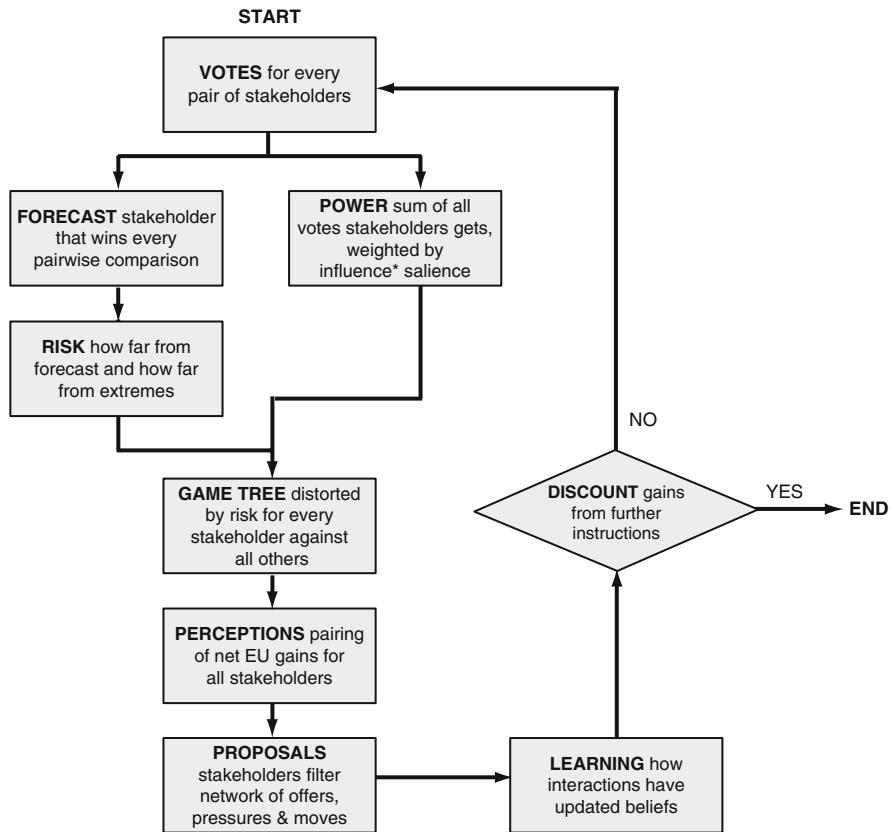 START
VOTES for every
pair of stakeholders
FORECAST stakeholder
that wins every
pairwise comparison
POWER sum of all
votes stakeholders gets,
weighted by
influence* salience
RISK how far from
forecast and how far
from extremes
GAME TREE distorted
by risk for every
stakeholder against
all others
PERCEPTIONS pairing
of net EU gains for
all stakeholders
PROPOSALS
stakeholders filter
network of offers,
pressures & moves
LEARNING how
interactions have
updated beliefs
DISCOUNT gains
from further
instructions
NO
YES
END